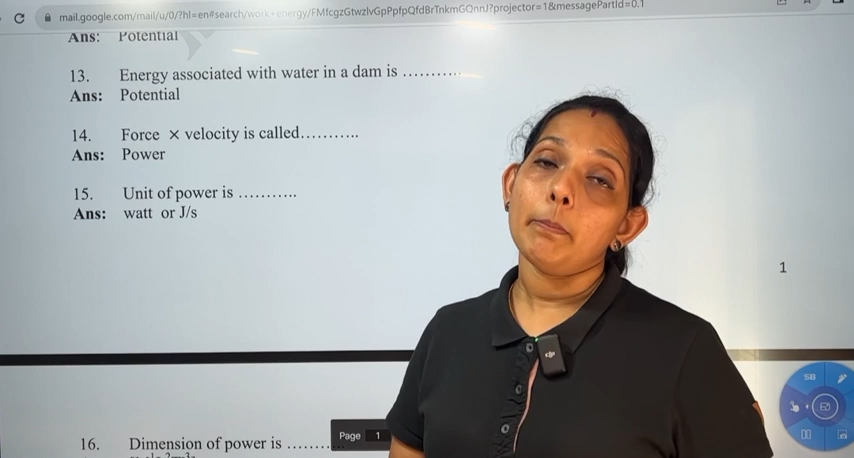 mail.google.com/mail/u/0/?hl=en#search/work+energy/FMfcgzGtwzlvGpPpfpQfdBrTnkmGQnnJ?projector=1&messagePartId=0.1
Ans: Potential
13. Energy associated with water in a dam is ...........
Ans: Potential
14. Force × velocity is called...........
Ans: Power
15. Unit of power is ...........
Ans: watt or J/s
1
SB
dji
16. Dimension of power is ........
Page 1